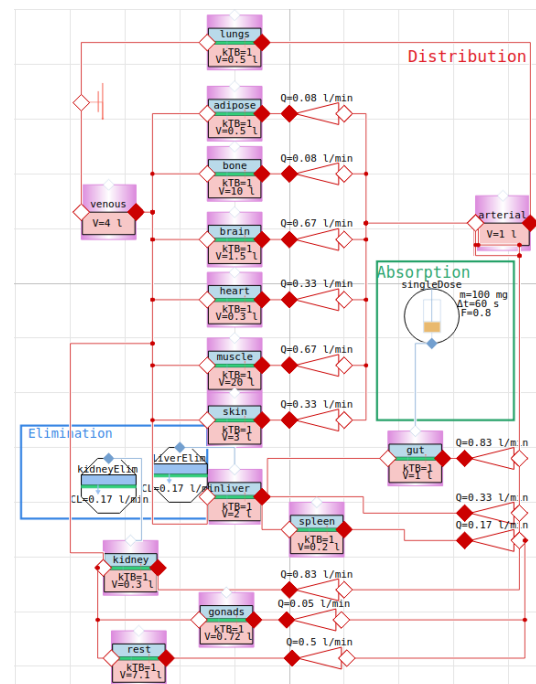 lungs
kTB=1
V=0.5 l
Distribution
adipose
kTB=1
V=0.5 l
Q=0.08 l/min
bone
kTB=1
V=10 l
Q=0.08 l/min
venous
V=4 l
arterial
V=1 l
brain
kTB=1
V=1.5 l
Q=0.67 l/min
Absorption
singleDose
m=100 mg
Δt=60 s
F=0.8
heart
kTB=1
V=0.3 l
Q=0.33 l/min
muscle
kTB=1
V=20 l
Q=0.67 l/min
skin
kTB=1
V=3 l
Q=0.33 l/min
Elimination
kidneyElim
CL=0.17 l/min
liverElim
CL=0.17 l/min
liver
kTB=1
V=2 l
gut
kTB=1
V=1 l
Q=0.83 l/min
Q=0.33 l/min
spleen
kTB=1
V=0.2 l
Q=0.17 l/min
kidney
kTB=1
V=0.3 l
Q=0.83 l/min
gonads
kTB=1
V=0.72 l
Q=0.05 l/min
rest
kTB=1
V=7.1 l
Q=0.5 l/min